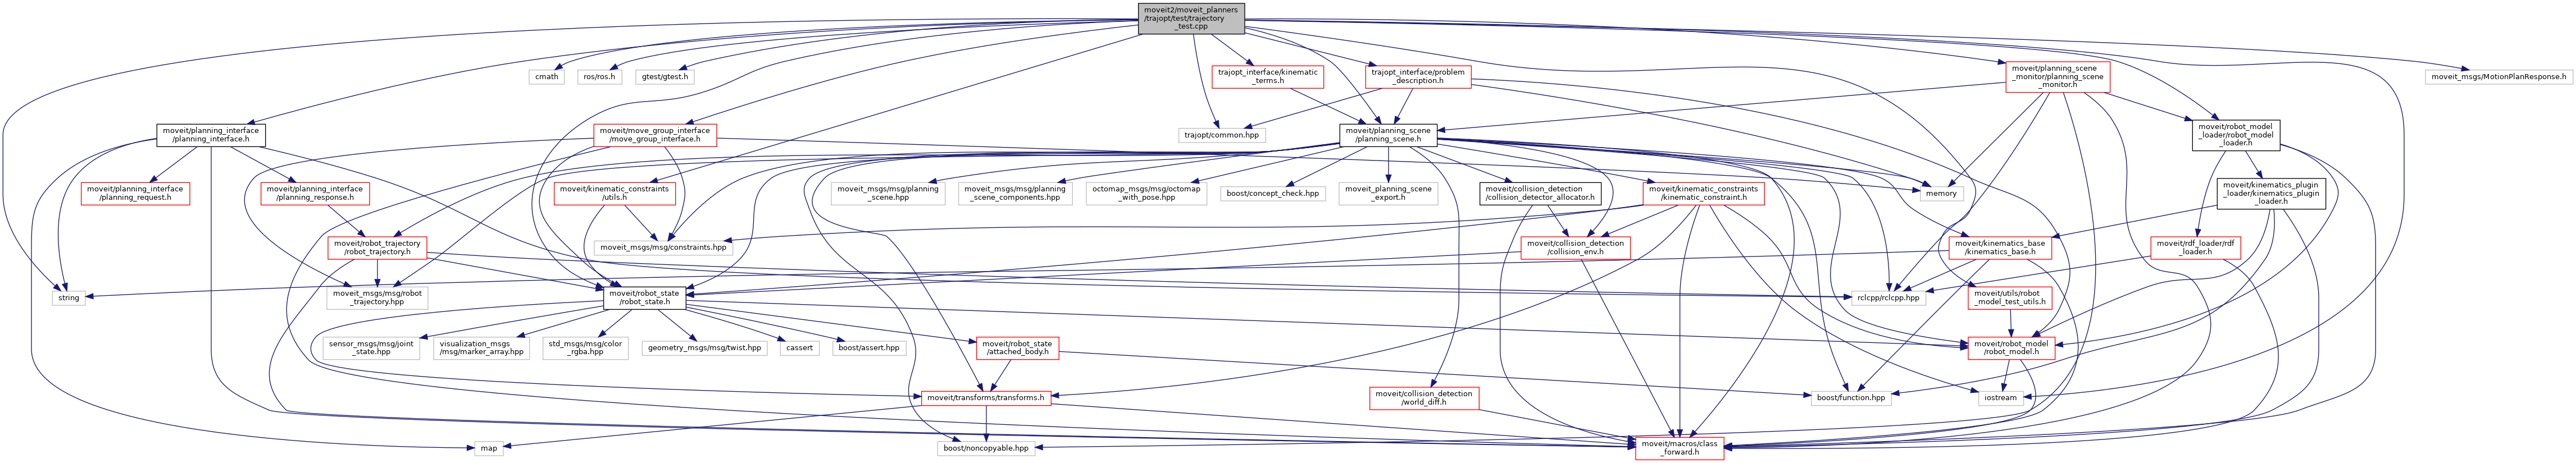 moveit2/moveit_planners
/trajopt/test/trajectory
_test.cpp
cmath
ros/ros.h
gtest/gtest.h
trajopt_interface/kinematic
_terms.h
trajopt_interface/problem
_description.h
moveit/planning_scene
_monitor/planning_scene
_monitor.h
moveit_msgs/MotionPlanResponse.h
moveit/planning_interface
/planning_interface.h
moveit/move_group_interface
/move_group_interface.h
trajopt/common.hpp
moveit/planning_scene
/planning_scene.h
moveit/robot_model
_loader/robot_model
_loader.h
moveit/planning_interface
/planning_request.h
moveit/planning_interface
/planning_response.h
moveit/kinematic_constraints
/utils.h
moveit_msgs/msg/planning
_scene.hpp
moveit_msgs/msg/planning
_scene_components.hpp
octomap_msgs/msg/octomap
_with_pose.hpp
boost/concept_check.hpp
moveit_planning_scene
_export.h
moveit/collision_detection
/collision_detector_allocator.h
moveit/kinematic_constraints
/kinematic_constraint.h
memory
moveit/kinematics_plugin
_loader/kinematics_plugin
_loader.h
moveit/robot_trajectory
/robot_trajectory.h
moveit_msgs/msg/constraints.hpp
moveit/collision_detection
/collision_env.h
moveit/kinematics_base
/kinematics_base.h
moveit/rdf_loader/rdf
_loader.h
string
moveit_msgs/msg/robot
_trajectory.hpp
moveit/robot_state
/robot_state.h
rclcpp/rclcpp.hpp
moveit/utils/robot
_model_test_utils.h
sensor_msgs/msg/joint
_state.hpp
visualization_msgs
/msg/marker_array.hpp
std_msgs/msg/color
_rgba.hpp
geometry_msgs/msg/twist.hpp
cassert
boost/assert.hpp
moveit/robot_state
/attached_body.h
moveit/robot_model
/robot_model.h
moveit/transforms/transforms.h
moveit/collision_detection
/world_diff.h
boost/function.hpp
iostream
map
boost/noncopyable.hpp
moveit/macros/class
_forward.h